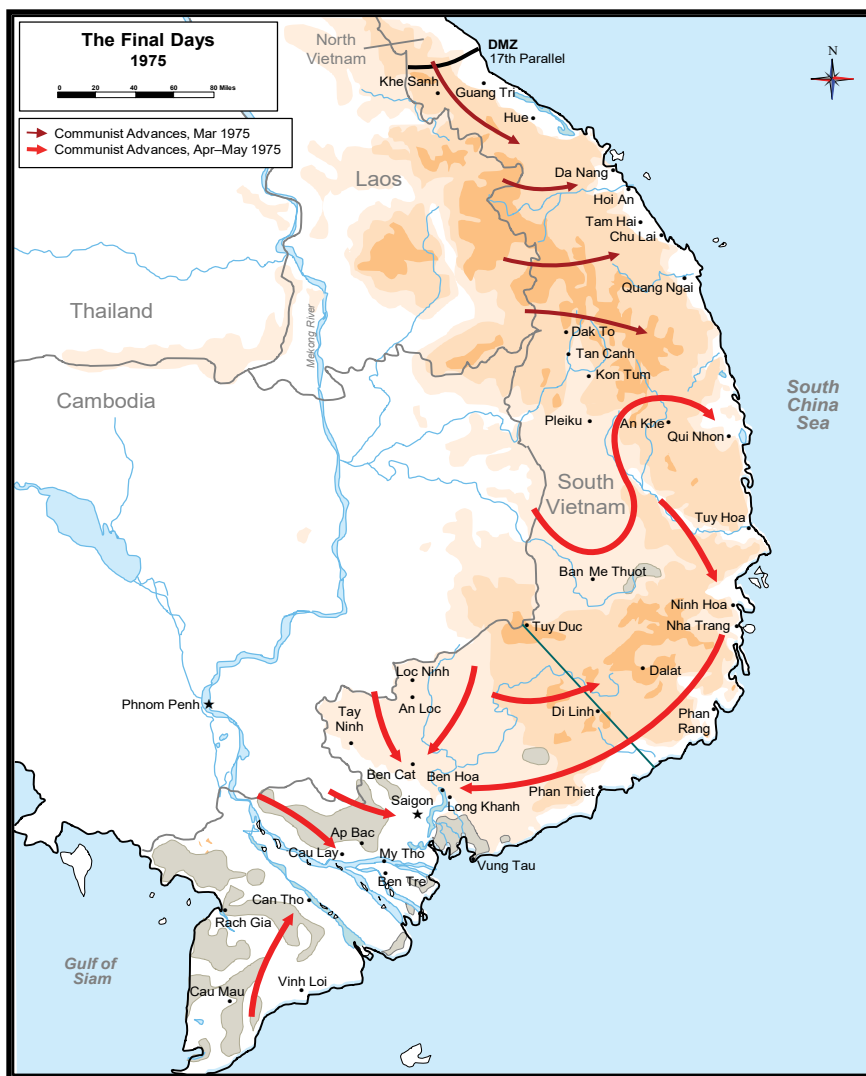 The Final Days
1975
0 20 40 60 80 Miles
Communist Advances, Mar 1975
Communist Advances, Apr–May 1975
North
Vietnam
DMZ
17th Parallel
N
Khe Sanh
Guang Tri
Hue
Laos
Da Nang
Hoi An
Tam Hai
Chu Lai
Quang Ngai
Thailand
Mekong River
Dak To
Tan Canh
Kon Tum
Cambodia
South
China
Sea
Pleiku
An Khe
Qui Nhon
South
Vietnam
Tuy Hoa
Ban Me Thuot
Ninh Hoa
Nha Trang
Tuy Duc
Loc Ninh
Dalat
An Loc
Phnom Penh
Tay
Ninh
Di Linh
Phan
Rang
Ben Cat
Ben Hoa
Phan Thiet
Saigon
Long Khanh
Ap Bac
Cau Lay
My Tho
Vung Tau
Ben Tre
Can Tho
Rach Gia
Gulf of
Siam
Vinh Loi
Cau Mau